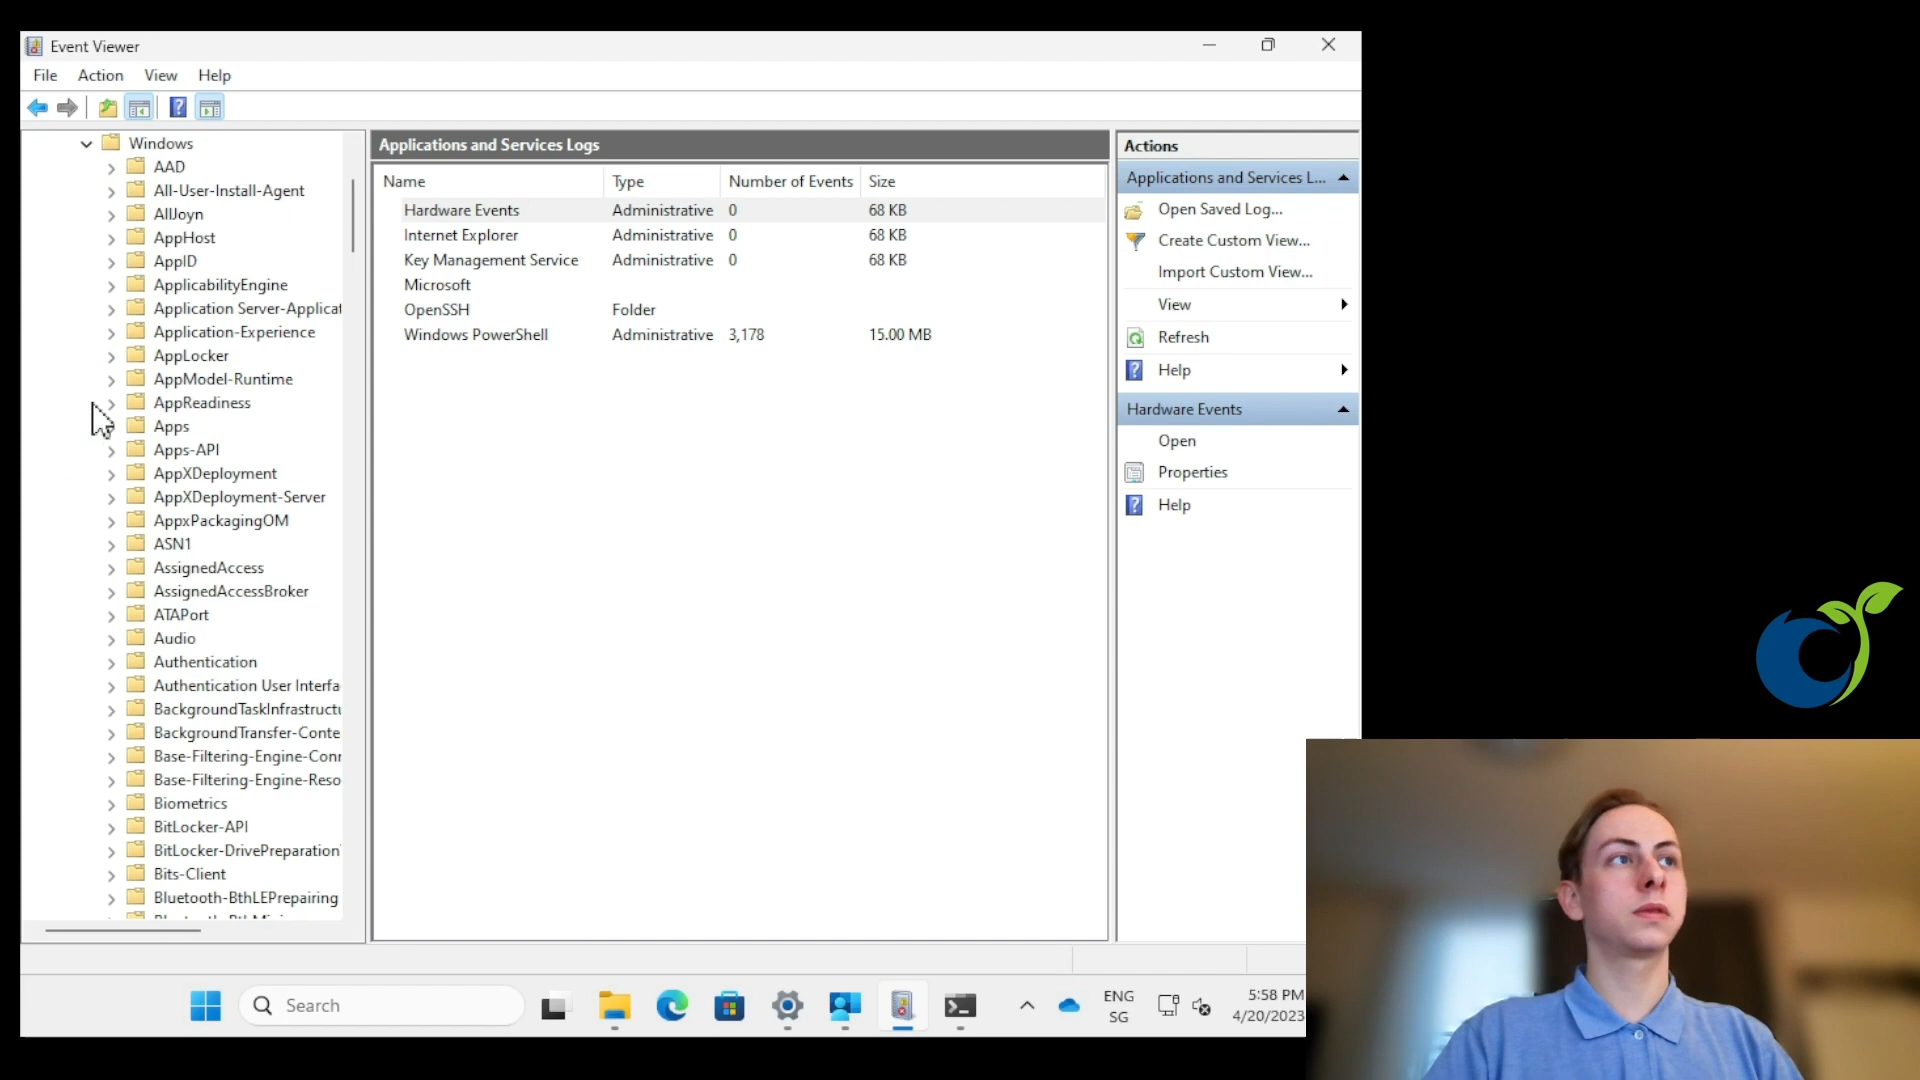 Event Viewer
File Action View Help
Windows
AAD
All-User-Install-Agent
AllJoyn
AppHost
AppID
ApplicabilityEngine
Application Server-Applicat
Application-Experience
AppLocker
AppModel-Runtime
AppReadiness
Apps
Apps-API
AppXDeployment
AppXDeployment-Server
AppxPackagingOM
ASN1
AssignedAccess
AssignedAccessBroker
ATAPort
Audio
Authentication
Authentication User Interfa
BackgroundTaskInfrastructu
BackgroundTransfer-Conte
Base-Filtering-Engine-Conn
Base-Filtering-Engine-Reso
Biometrics
BitLocker-API
BitLocker-DrivePreparation
Bits-Client
Bluetooth-BthLEPrepairing
Applications and Services Logs
Name Type Number of Events Size
Hardware Events Administrative 0 68 KB
Internet Explorer Administrative 0 68 KB
Key Management Service Administrative 0 68 KB
Microsoft
OpenSSH Folder
Windows PowerShell Administrative 3,178 15.00 MB
Actions
Applications and Services L...
Open Saved Log...
Create Custom View...
Import Custom View...
View
Refresh
Help
Hardware Events
Open
Properties
Help
Search
ENG
SG
5:58 PM
4/20/2023